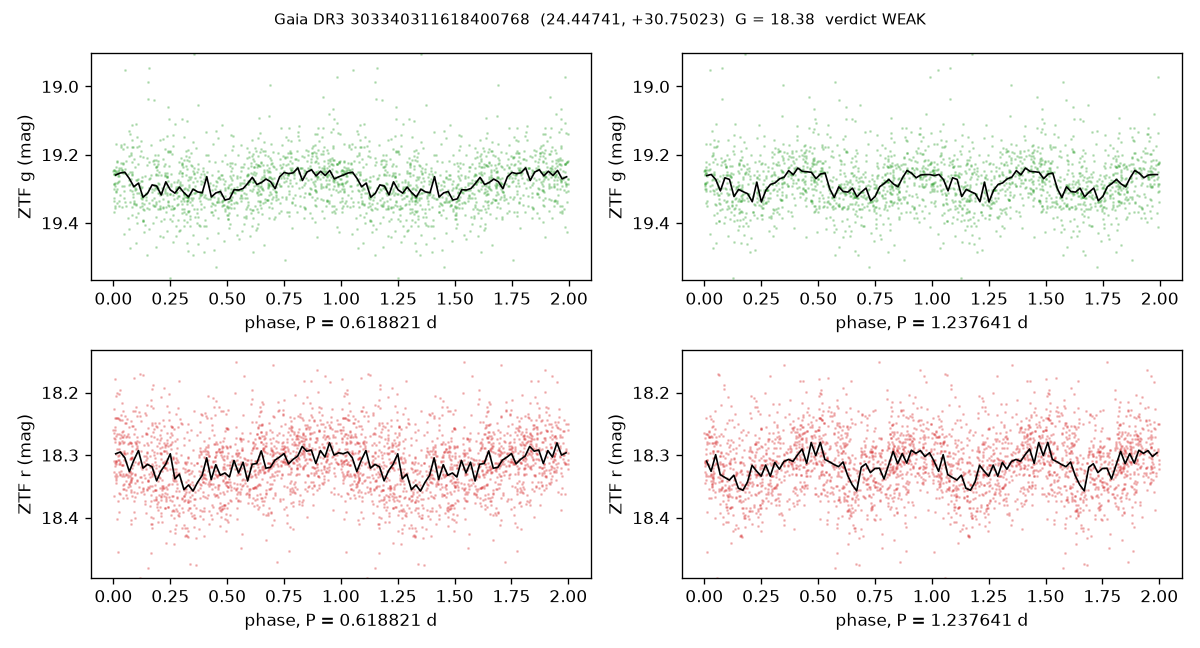 Gaia DR3 303340311618400768  (24.44741, +30.75023)  G = 18.38  verdict WEAK
ZTF g (mag)
19.0
19.2
19.4
0.00 0.25 0.50 0.75 1.00 1.25 1.50 1.75 2.00
phase, P = 0.618821 d
ZTF g (mag)
19.0
19.2
19.4
0.00 0.25 0.50 0.75 1.00 1.25 1.50 1.75 2.00
phase, P = 1.237641 d
ZTF r (mag)
18.2
18.3
18.4
0.00 0.25 0.50 0.75 1.00 1.25 1.50 1.75 2.00
phase, P = 0.618821 d
ZTF r (mag)
18.2
18.3
18.4
0.00 0.25 0.50 0.75 1.00 1.25 1.50 1.75 2.00
phase, P = 1.237641 d